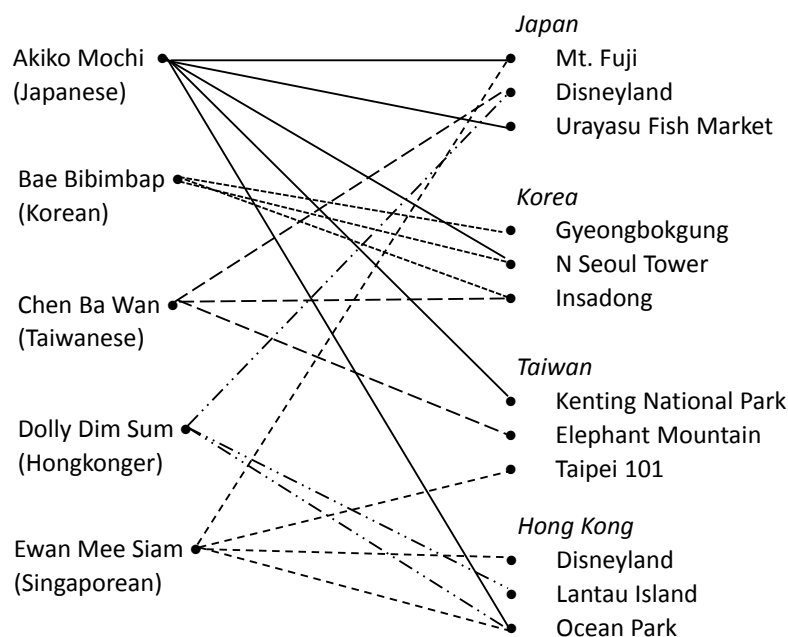 Akiko Mochi
(Japanese)
Bae Bibimbap
(Korean)
Chen Ba Wan
(Taiwanese)
Dolly Dim Sum
(Hongkonger)
Ewan Mee Siam
(Singaporean)
Japan
Mt. Fuji
Disneyland
Urayasu Fish Market
Korea
Gyeongbokgung
N Seoul Tower
Insadong
Taiwan
Kenting National Park
Elephant Mountain
Taipei 101
Hong Kong
Disneyland
Lantau Island
Ocean Park